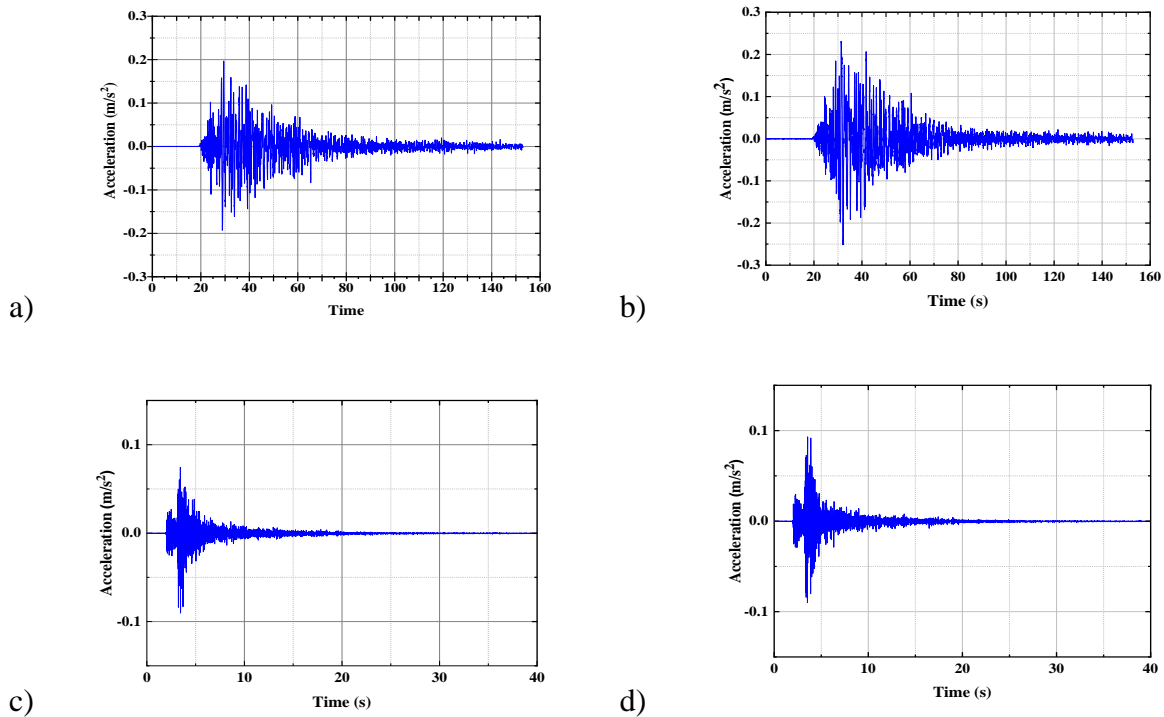 0.3
0.2
0.1
0.0
-0.1
-0.2
-0.3
Acceleration (m/s²)
0 20 40 60 80 100 120 140 160
Time
a)
0.3
0.2
0.1
0.0
-0.1
-0.2
-0.3
Acceleration (m/s²)
0 20 40 60 80 100 120 140 160
Time (s)
b)
0.1
0.0
-0.1
Acceleration (m/s²)
0 10 20 30 40
Time (s)
c)
0.1
0.0
-0.1
Acceleration (m/s²)
0 10 20 30 40
Time (s)
d)